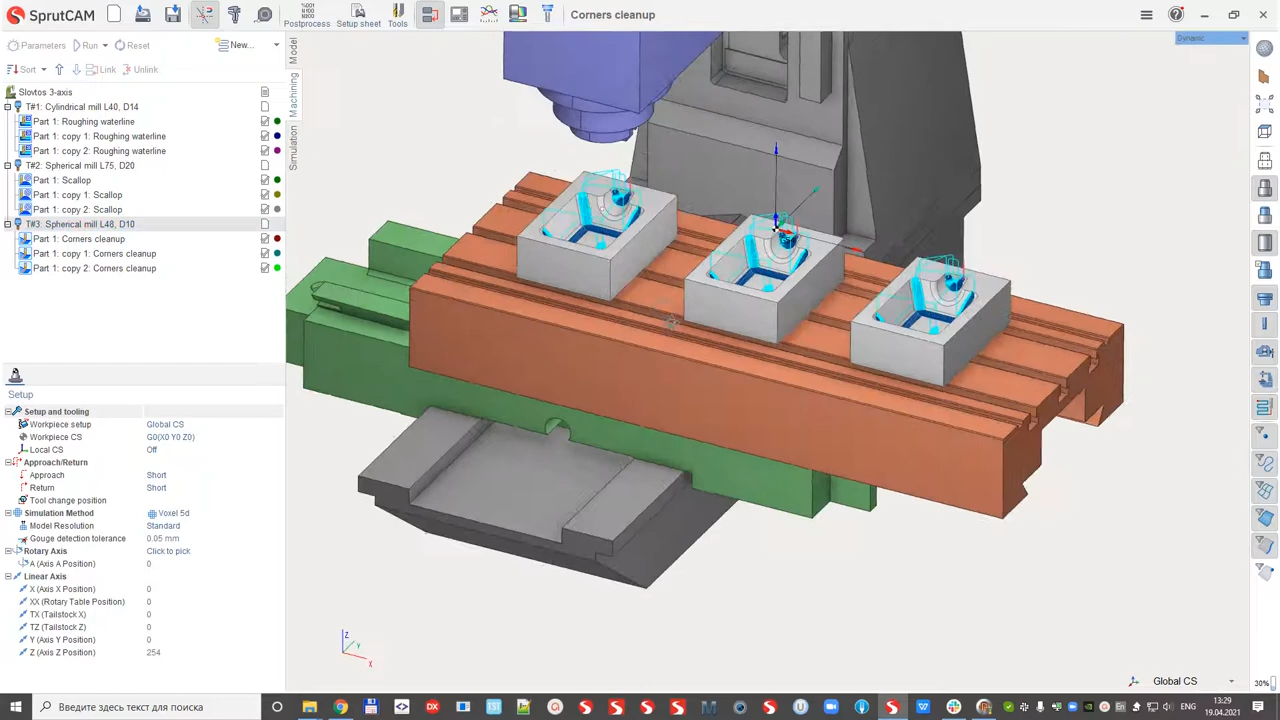 SprutCAM
Postprocess
Setup sheet
Tools
Corners cleanup
Parameters
Run
Reset
New...
Sort
Link
Unlink
Model
Machining
Simulation
Dynamic
Slovtos 3-axis
T#1: Cylindrical mill L40, D14
Part 1: Roughing waterline
Part 1: copy 1: Roughing waterline
Part 1: copy 2: Roughing waterline
T#2. Spherical mill L75, D20
Part 1: Scallop
Part 1: copy 1: Scallop
Part 1: copy 2: Scallop
T#3. Spherical mill L48, D10
Part 1: Corners cleanup
Part 1: copy 1: Corners cleanup
Part 1: copy 2: Corners cleanup
Setup
Setup and tooling
Workpiece setup Global CS
Workpiece CS G0(X0 Y0 Z0)
Local CS Off
Approach/Return
Approach Short
Return Short
Tool change position
Simulation Method Voxel 5d
Model Resolution Standard
Gouge detection tolerance 0.05 mm
Rotary Axis Click to pick
A (Axis A Position) 0
Linear Axis
X (Axis X Position) 0
XX (Rotary Table Position) 0
TX (Tailstock X) 0
TZ (Tailstock Z) 0
Y (Axis Y Position) 0
Z (Axis Z Position) 254
Z
Y
X
Global CS
30%
Введите здесь текст для поиска
DX
TST
ENG
13:29
19.04.2021